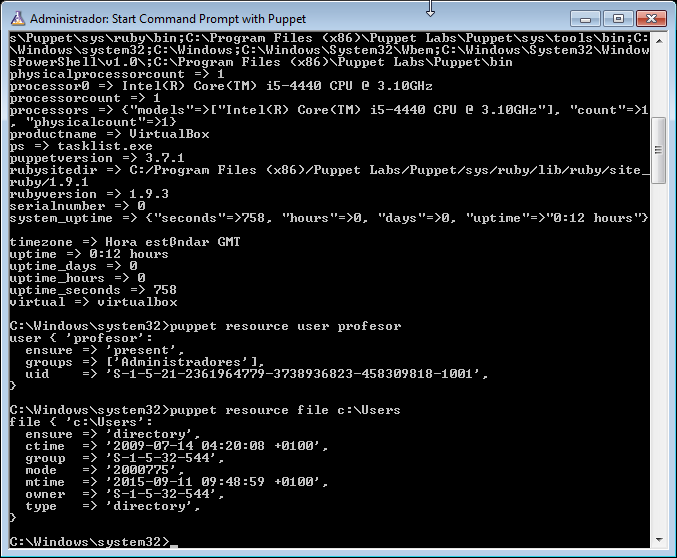 Administrador: Start Command Prompt with Puppet
s\Puppet\sys\ruby\bin;C:\Program Files (x86)\Puppet Labs\Puppet\sys\tools\bin;C:
\Windows\system32;C:\Windows;C:\Windows\System32\Wbem;C:\Windows\System32\Window
sPowerShell\v1.0\;C:\Program Files (x86)\Puppet Labs\Puppet\bin
physicalprocessorcount => 1
processor0 => Intel(R) Core(TM) i5-4440 CPU @ 3.10GHz
processorcount => 1
processors => {"models"=>["Intel(R) Core(TM) i5-4440 CPU @ 3.10GHz"], "count"=>1
, "physicalcount"=>1}
productname => VirtualBox
ps => tasklist.exe
puppetversion => 3.7.1
rubysitedir => C:/Program Files (x86)/Puppet Labs/Puppet/sys/ruby/lib/ruby/site_
ruby/1.9.1
rubyversion => 1.9.3
serialnumber => 0
system_uptime => {"seconds"=>758, "hours"=>0, "days"=>0, "uptime"=>"0:12 hours"}
timezone => Hora estβndar GMT
uptime => 0:12 hours
uptime_days => 0
uptime_hours => 0
uptime_seconds => 758
virtual => virtualbox
C:\Windows\system32>puppet resource user profesor
user { 'profesor':
  ensure => 'present',
  groups => ['Administradores'],
  uid    => 'S-1-5-21-2361964779-3738936823-458309818-1001',
}
C:\Windows\system32>puppet resource file c:\Users
file { 'c:\Users':
  ensure => 'directory',
  ctime  => '2009-07-14 04:20:08 +0100',
  group  => 'S-1-5-32-544',
  mode   => '2000775',
  mtime  => '2015-09-11 09:48:59 +0100',
  owner  => 'S-1-5-32-544',
  type   => 'directory',
}
C:\Windows\system32>_